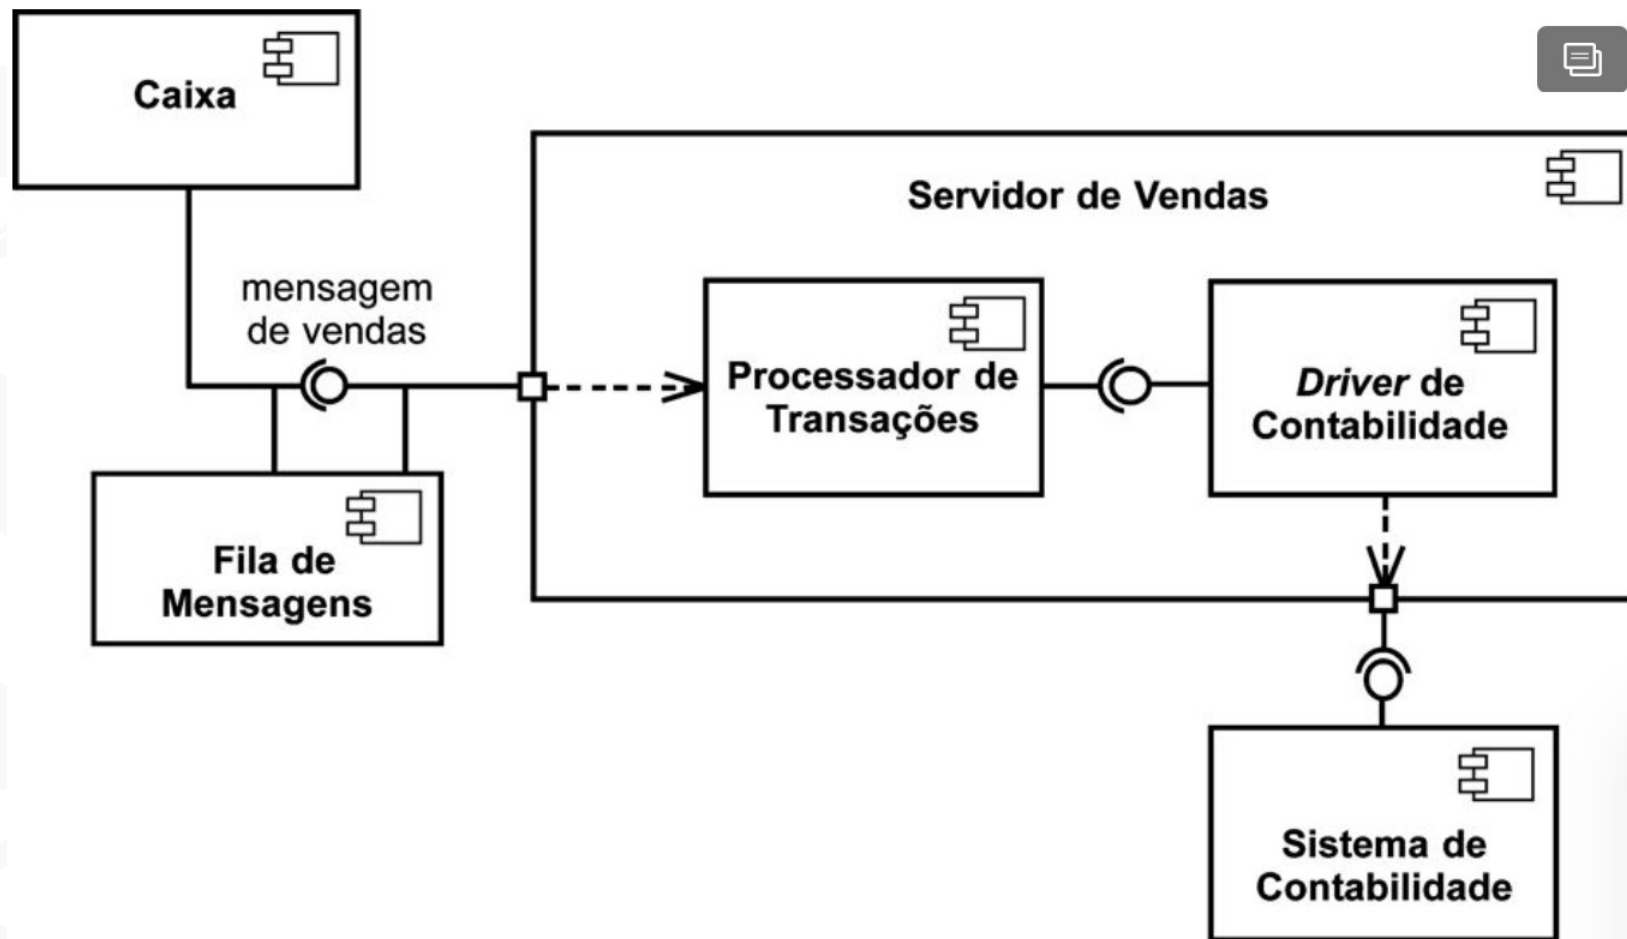 Caixa
Servidor de Vendas
mensagem
de vendas
Processador de
Transações
Driver de
Contabilidade
Fila de
Mensagens
Sistema de
Contabilidade